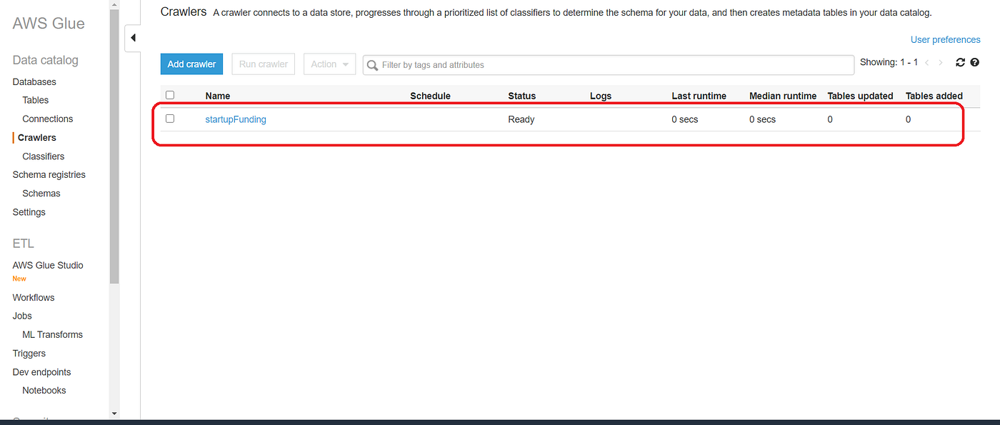 AWS Glue
Data catalog
Databases
Tables
Connections
Crawlers
Classifiers
Schema registries
Schemas
Settings
ETL
AWS Glue Studio
New
Workflows
Jobs
ML Transforms
Triggers
Dev endpoints
Notebooks
Crawlers A crawler connects to a data store, progresses through a prioritized list of classifiers to determine the schema for your data, and then creates metadata tables in your data catalog.
User preferences
Add crawler Run crawler Action Filter by tags and attributes Showing: 1 - 1
Name Schedule Status Logs Last runtime Median runtime Tables updated Tables added
startupFunding Ready 0 secs 0 secs 0 0